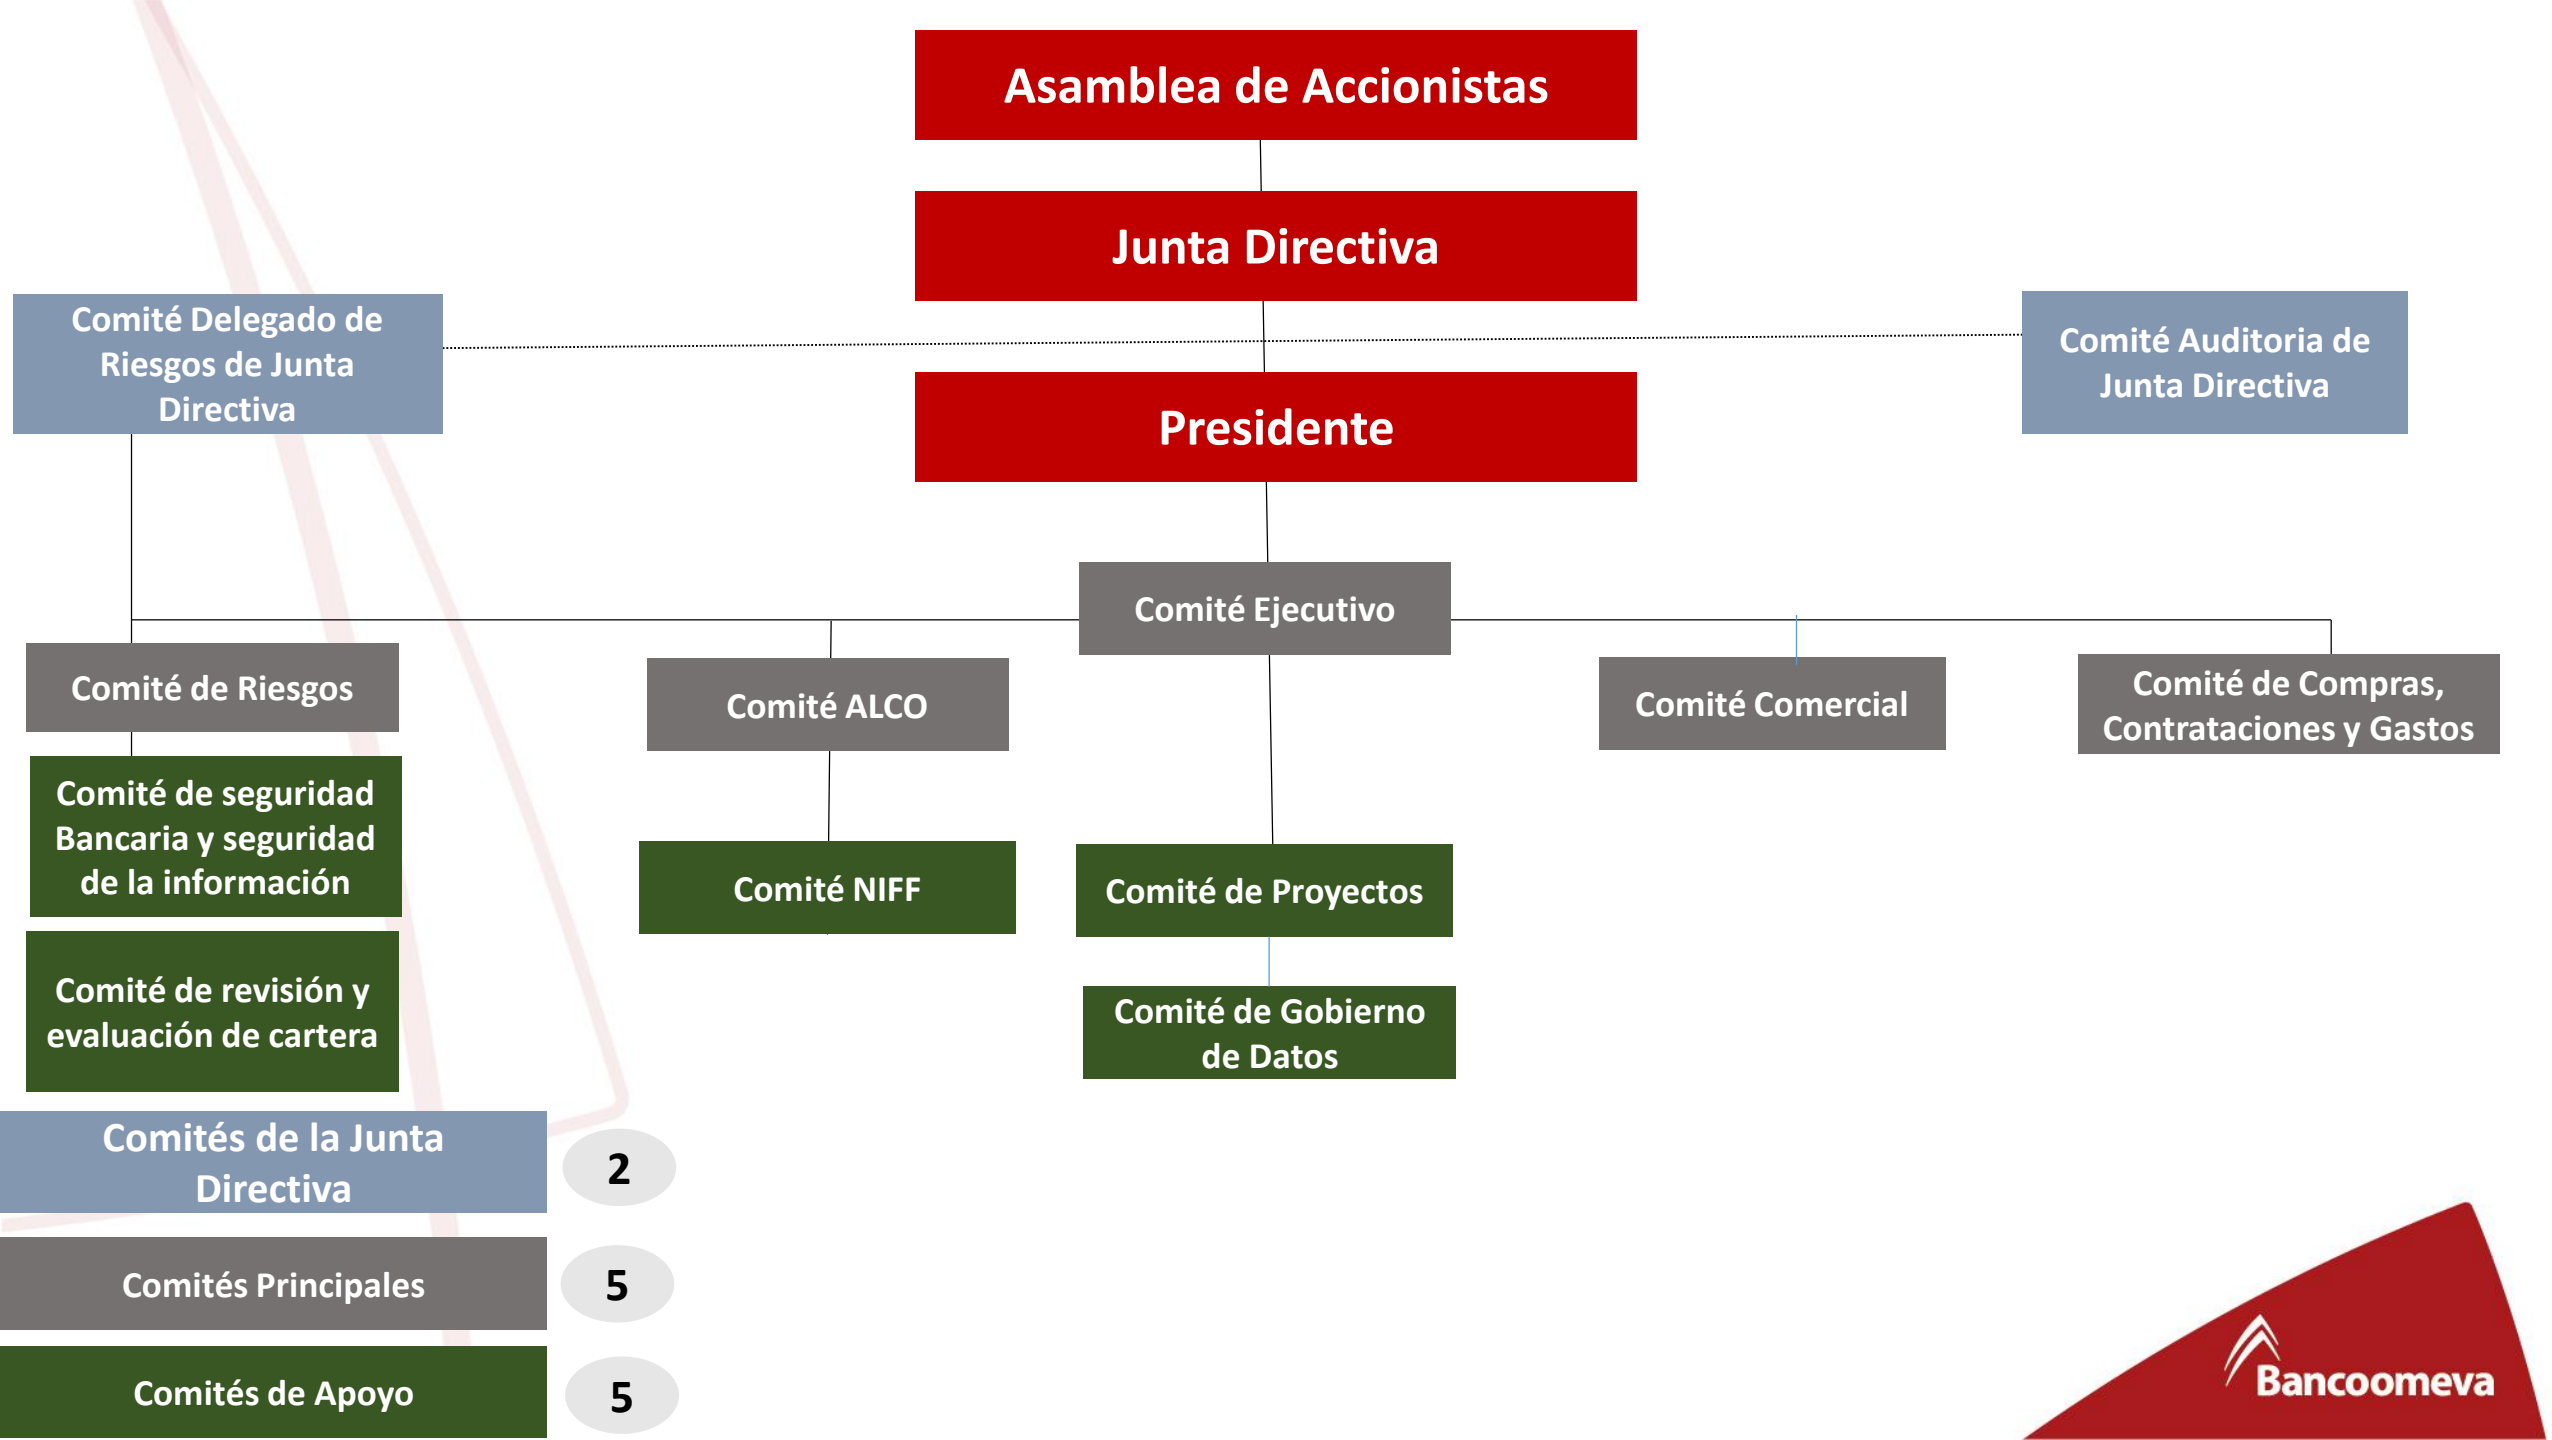 Asamblea de Accionistas
Junta Directiva
Comité Delegado de
Riesgos de Junta
Directiva
Comité Auditoria de
Junta Directiva
Presidente
Comité Ejecutivo
Comité de Riesgos
Comité ALCO
Comité Comercial
Comité de Compras,
Contrataciones y Gastos
Comité de seguridad
Bancaria y seguridad
de la información
Comité NIFF
Comité de Proyectos
Comité de revisión y
evaluación de cartera
Comité de Gobierno
de Datos
Comités de la Junta
Directiva
2
Comités Principales
5
Comités de Apoyo
5
Bancoomeva